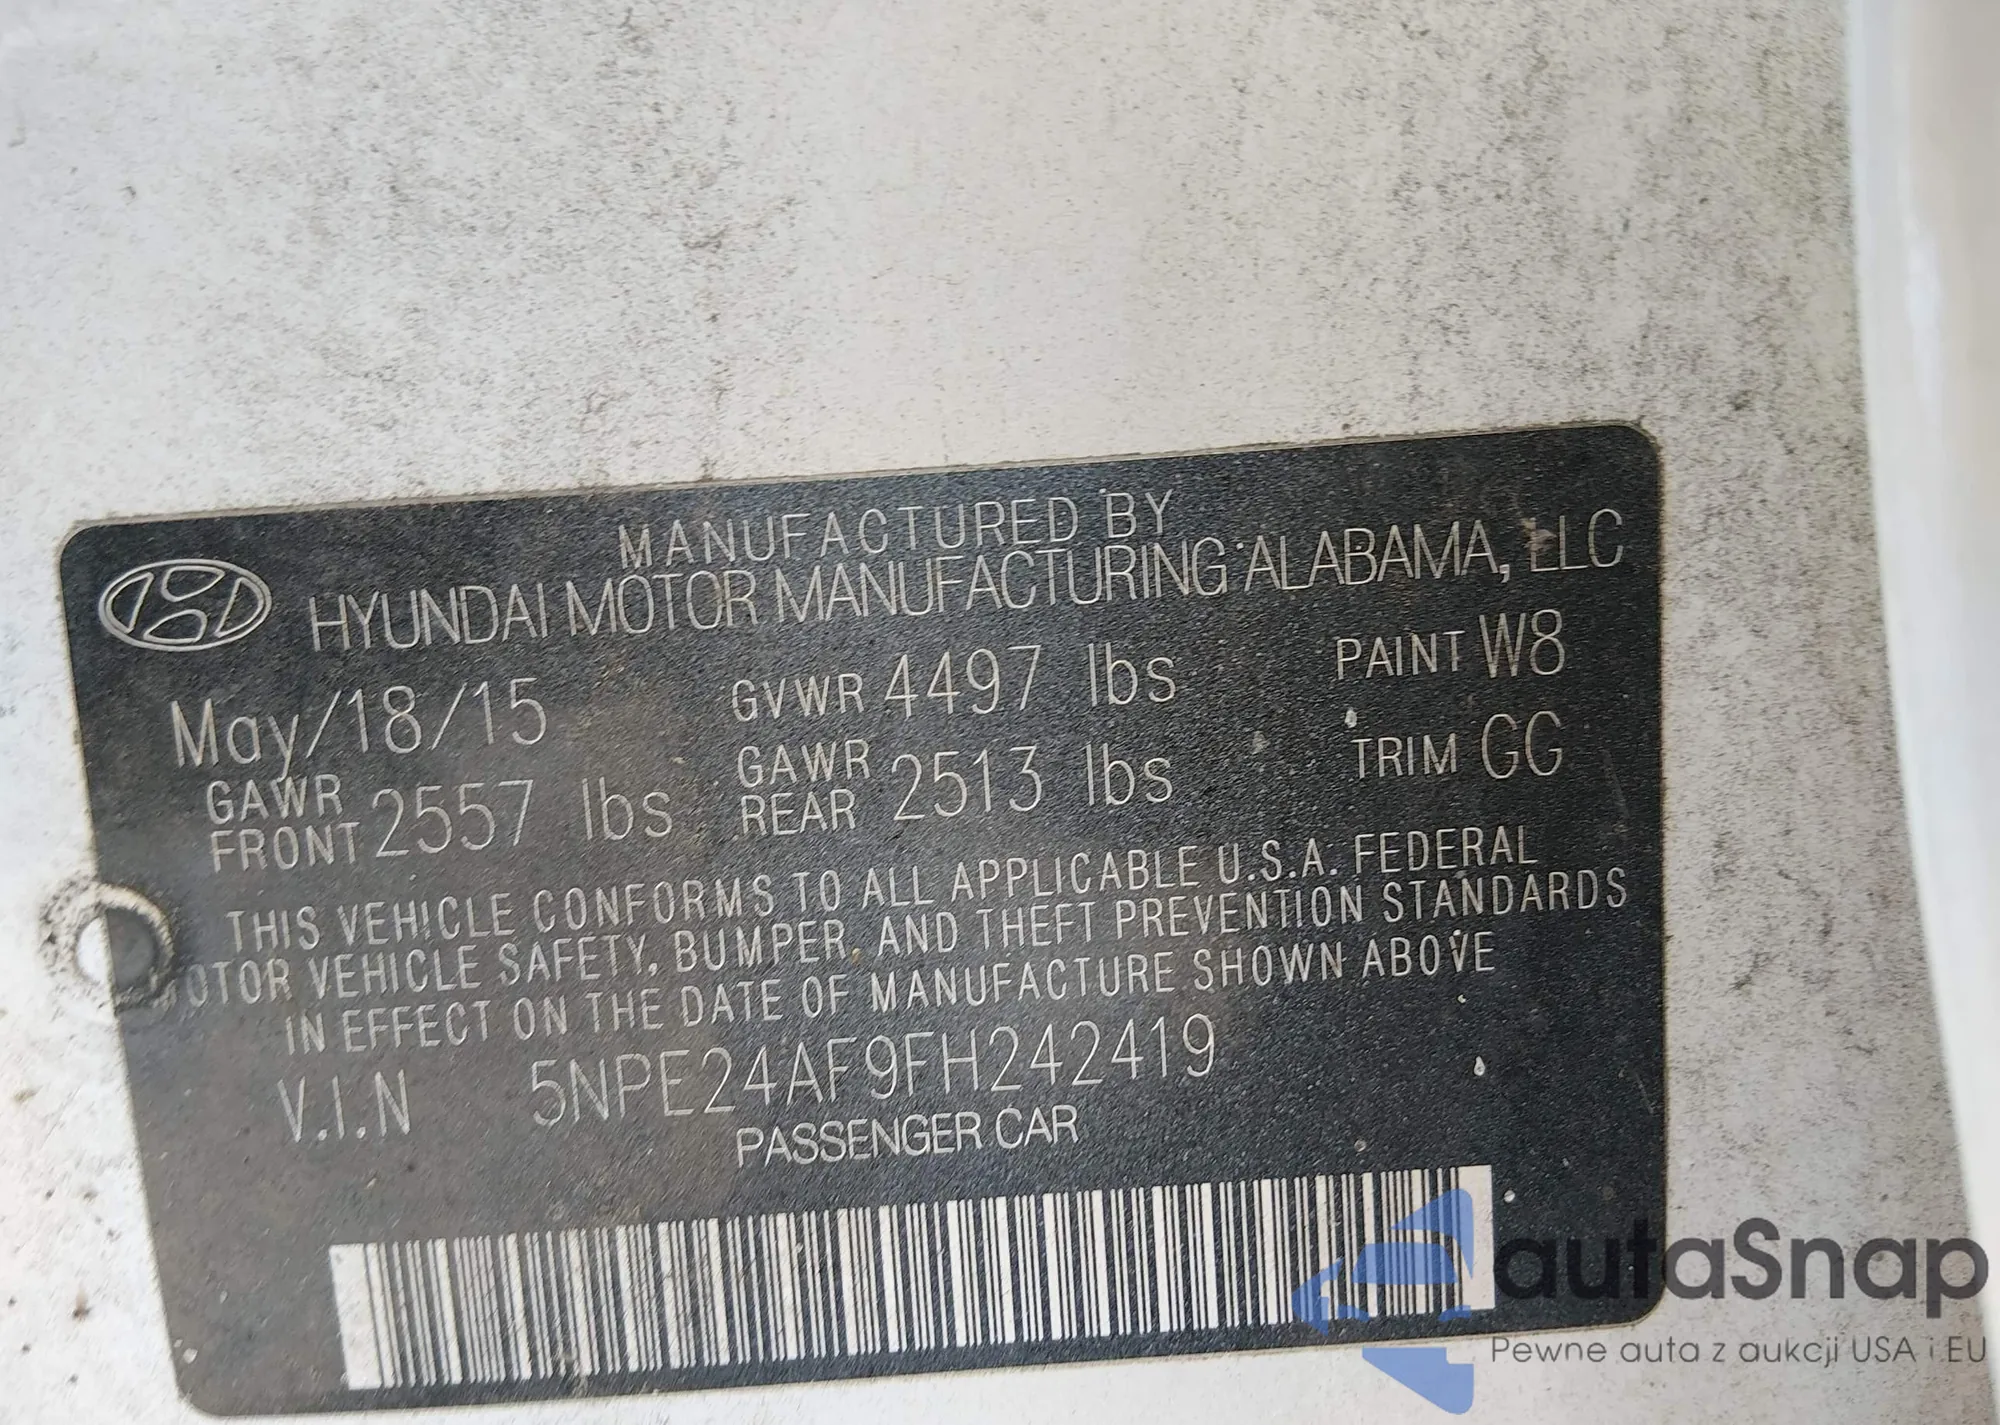 MANUFACTURED BY
HYUNDAI MOTOR MANUFACTURING ALABAMA, LLC
May/18/15 GVWR 4497 lbs PAINT W8
GAWR FRONT 2557 lbs GAWR REAR 2513 lbs TRIM GG
THIS VEHICLE CONFORMS TO ALL APPLICABLE U.S.A. FEDERAL
MOTOR VEHICLE SAFETY, BUMPER, AND THEFT PREVENTION STANDARDS
IN EFFECT ON THE DATE OF MANUFACTURE SHOWN ABOVE
V.I.N 5NPE24AF9FH242419
PASSENGER CAR
autaSnap
Pewne auta z aukcji USA i EU